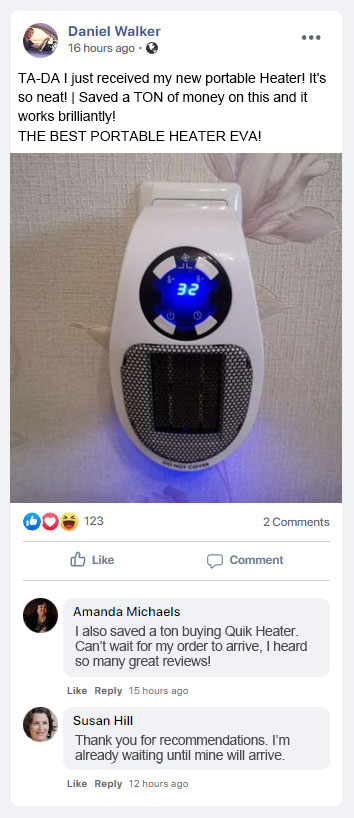 Daniel Walker
16 hours ago ·
TA-DA I just received my new portable Heater! It's
so neat! | Saved a TON of money on this and it
works brilliantly!
THE BEST PORTABLE HEATER EVA!
32
DO NOT COVER
123
2 Comments
Like
Comment
Amanda Michaels
I also saved a ton buying Quik Heater.
Can't wait for my order to arrive, I heard
so many great reviews!
Like Reply 15 hours ago
Susan Hill
Thank you for recommendations. I'm
already waiting until mine will arrive.
Like Reply 12 hours ago